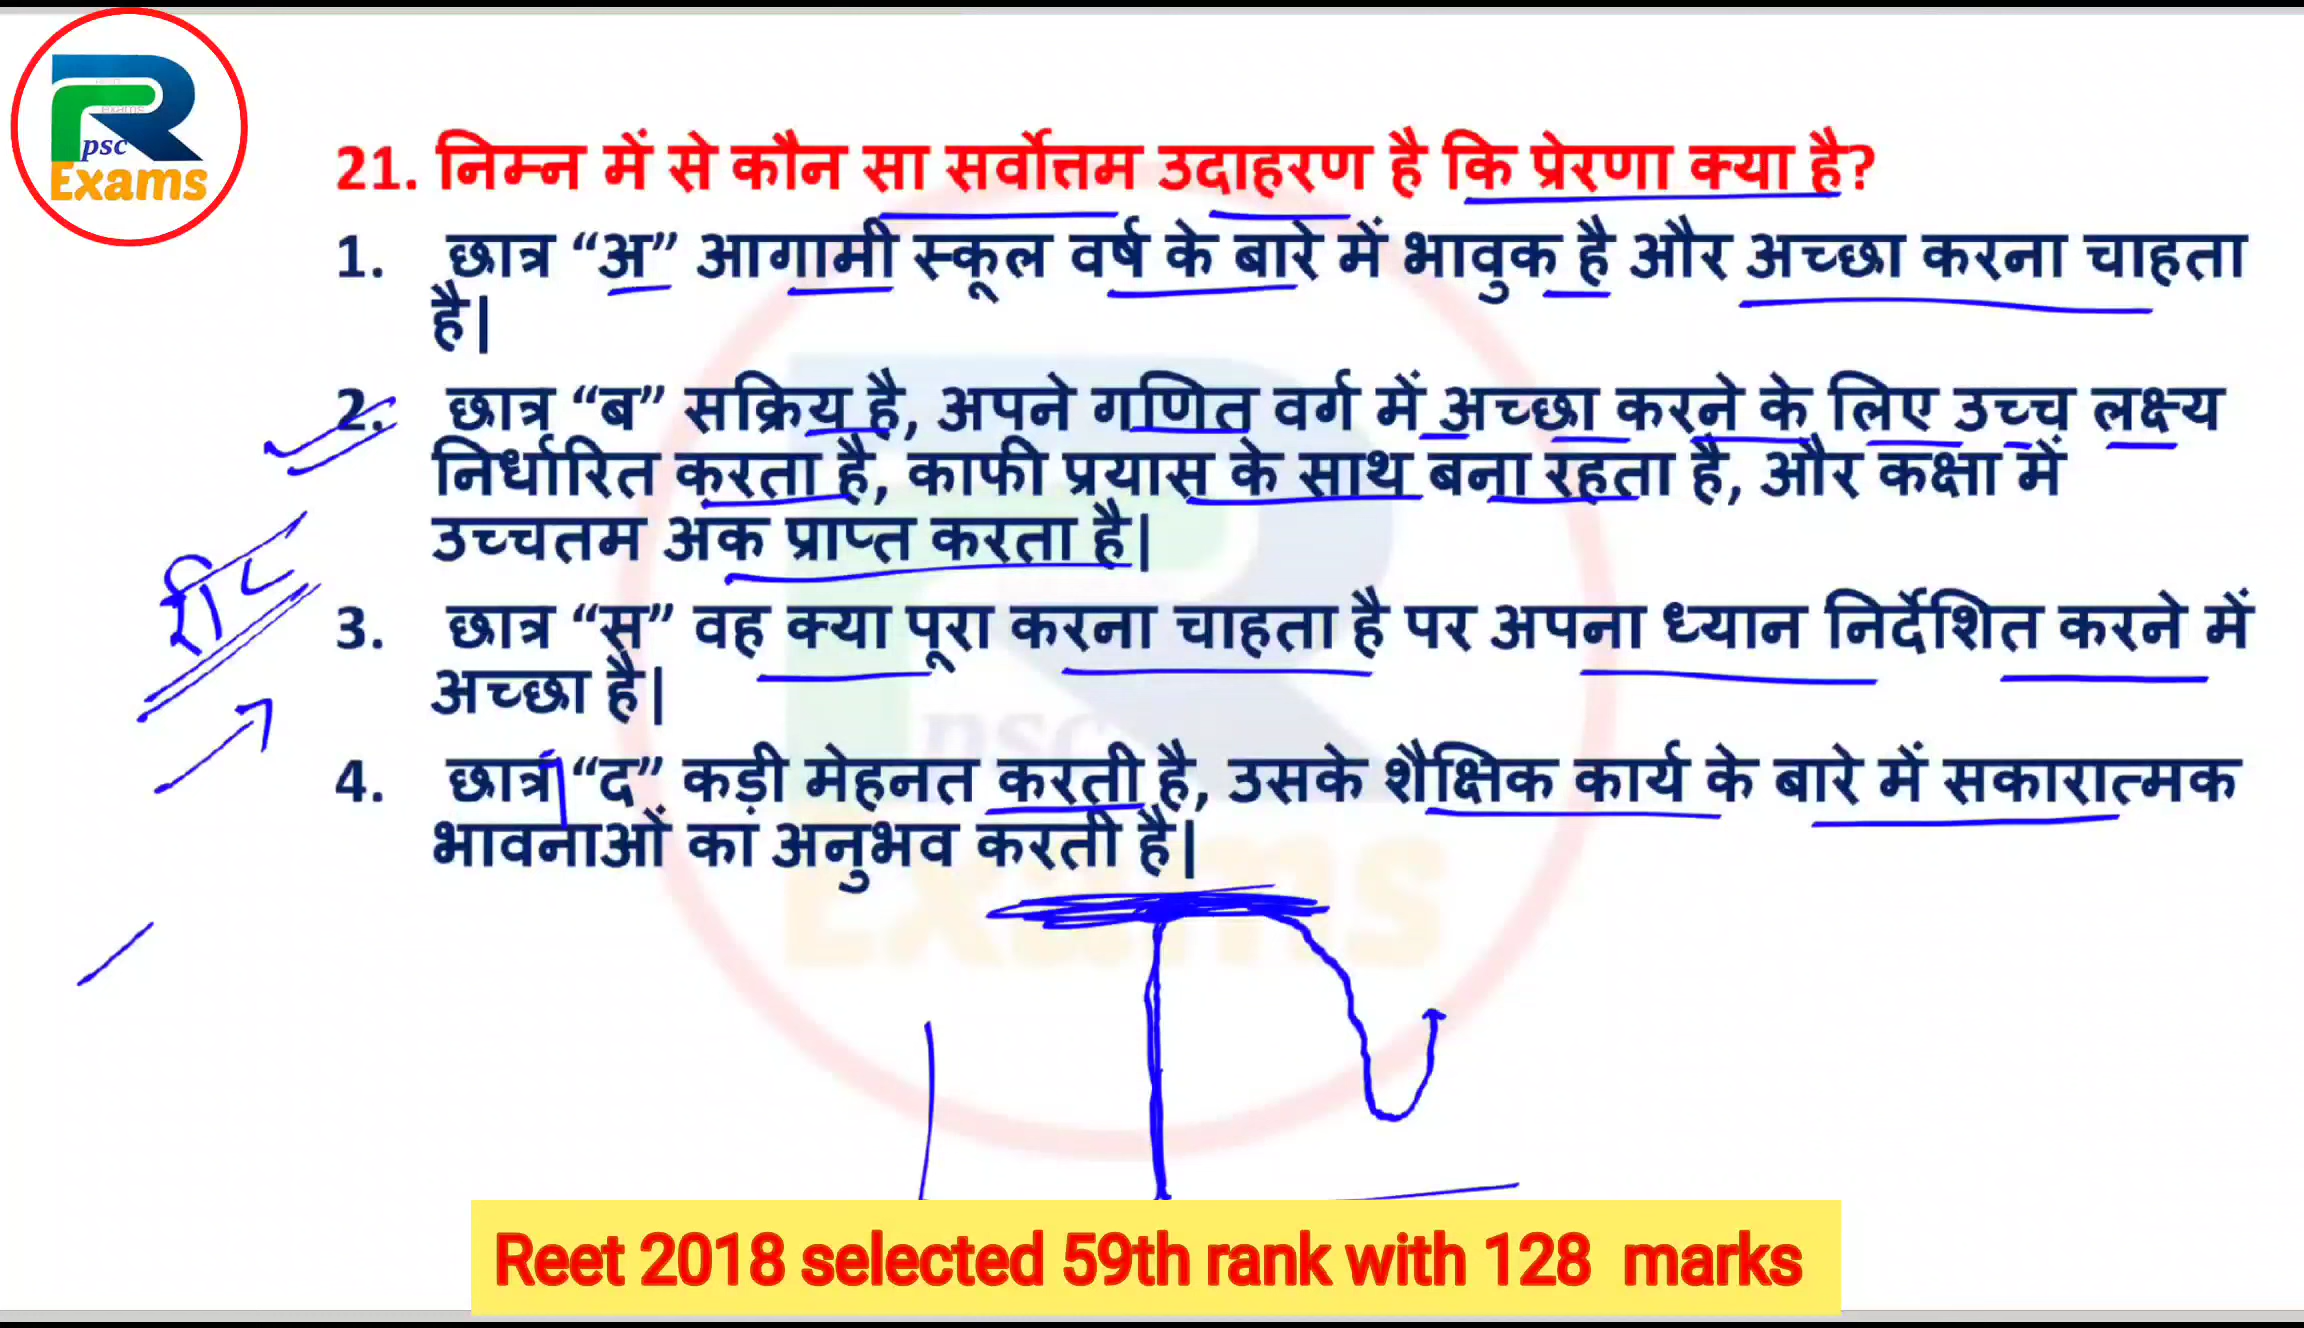 psc
Exams
21. निम्न में से कौन सा सर्वोत्तम उदाहरण है कि प्रेरणा क्या है?
1. छात्र “अ” आगामी स्कूल वर्ष के बारे में भावुक है और अच्छा करना चाहता
है|
2. छात्र “ब” सक्रिय है, अपने गणित वर्ग में अच्छा करने के लिए उच्च लक्ष्य
निर्धारित करता है, काफी प्रयास के साथ बना रहता है, और कक्षा में
उच्चतम अंक प्राप्त करता है|
3. छात्र “स” वह क्या पूरा करना चाहता है पर अपना ध्यान निर्देशित करने में
अच्छा है|
4. छात्र “द” कड़ी मेहनत करती है, उसके शैक्षिक कार्य के बारे में सकारात्मक
भावनाओं का अनुभव करती है|
psc
Exams
Reet 2018 selected 59th rank with 128 marks